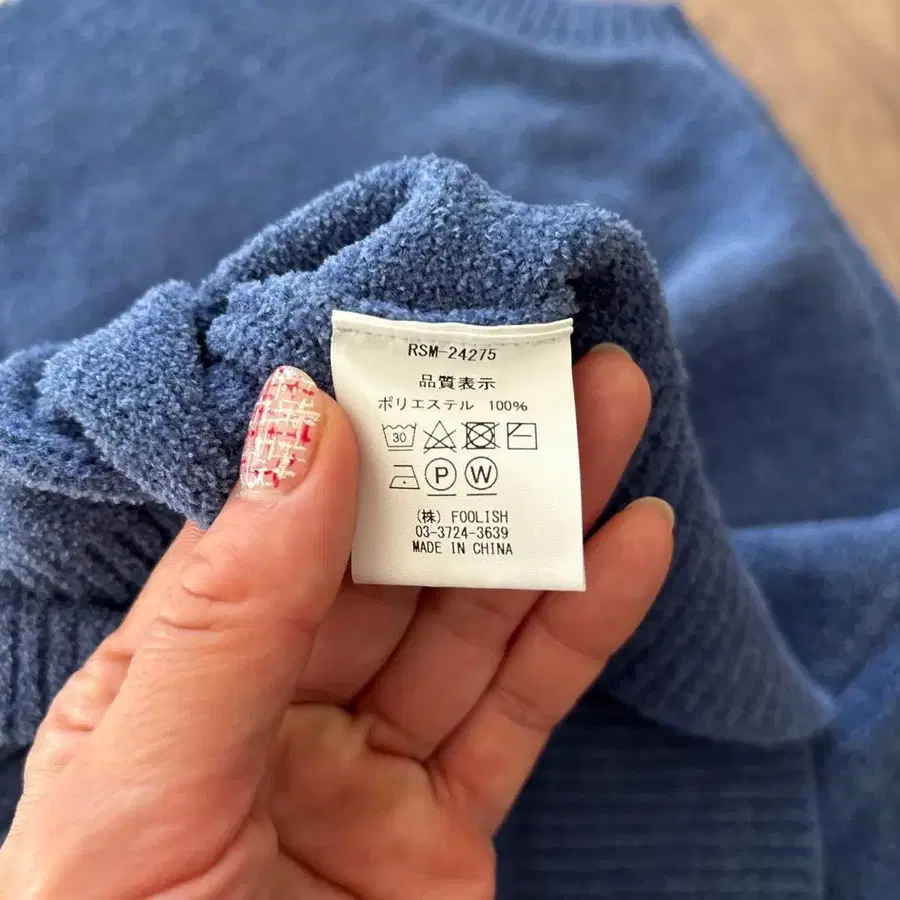 RSM-24275
品質表示
ポリエステル 100%
30
P W
(株) FOOLISH
03-3724-3639
MADE IN CHINA